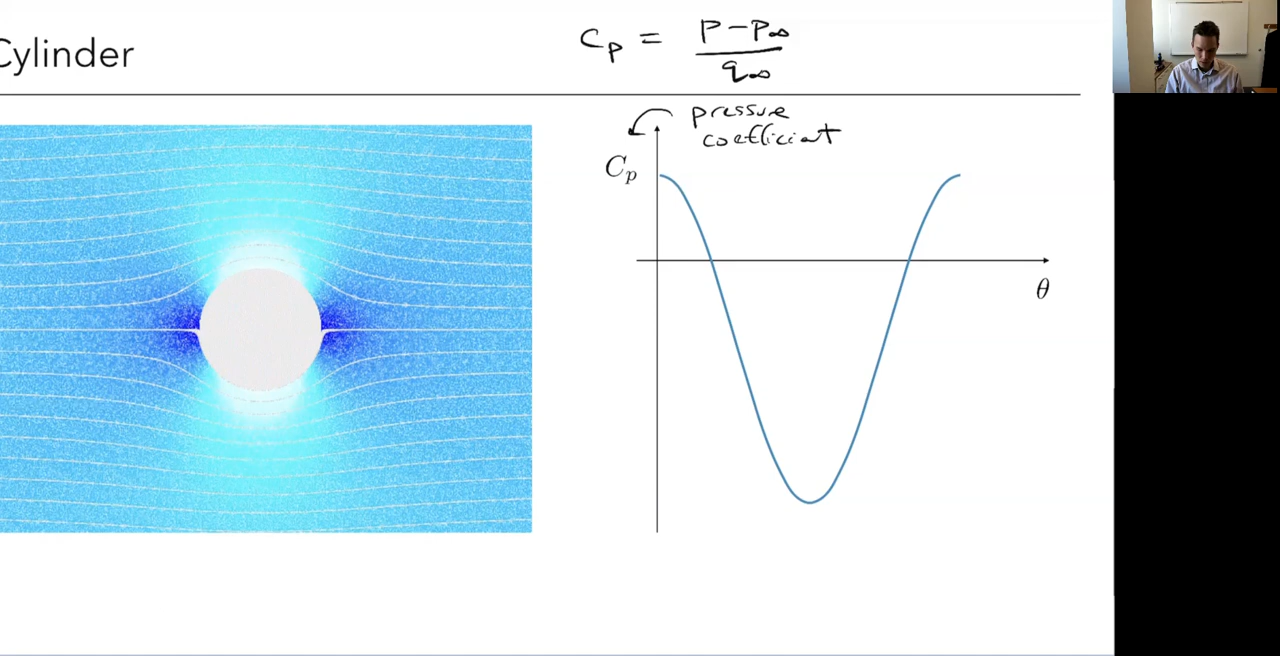 Cylinder
Cp = p - p∞ / q∞
pressure
coefficient
Cp
θ